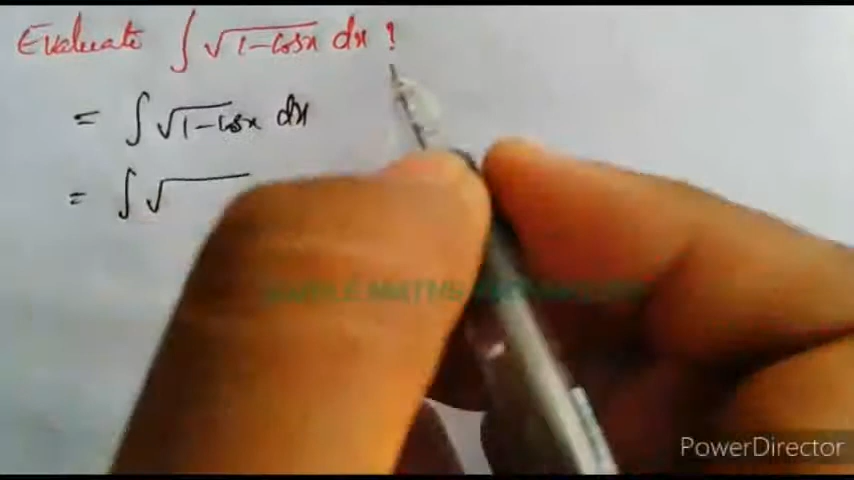 Evaluate ∫ √1-cosx dx ?
= ∫ √1-cosx dx
= ∫ √
PowerDirector